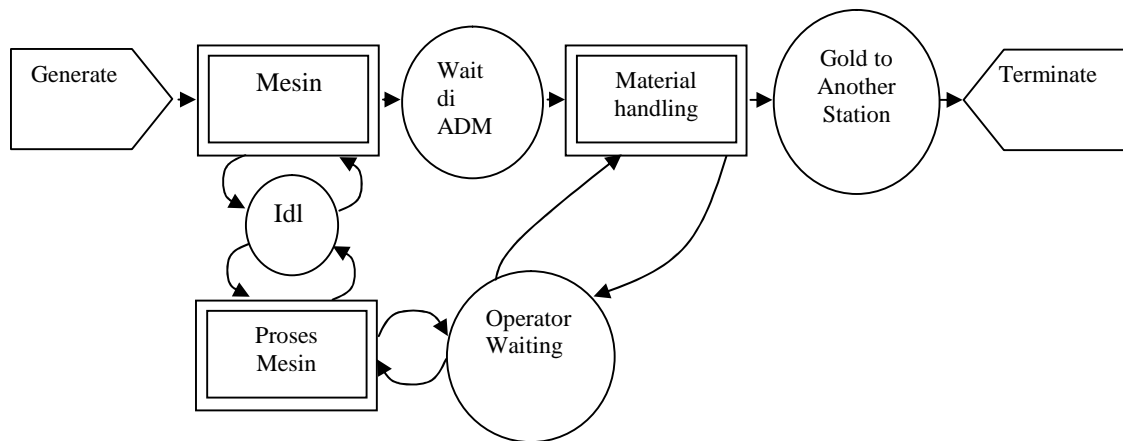 Generate
Mesin
Wait
di
ADM
Material
handling
Gold to
Another
Station
Terminate
Idl
Proses
Mesin
Operator
Waiting